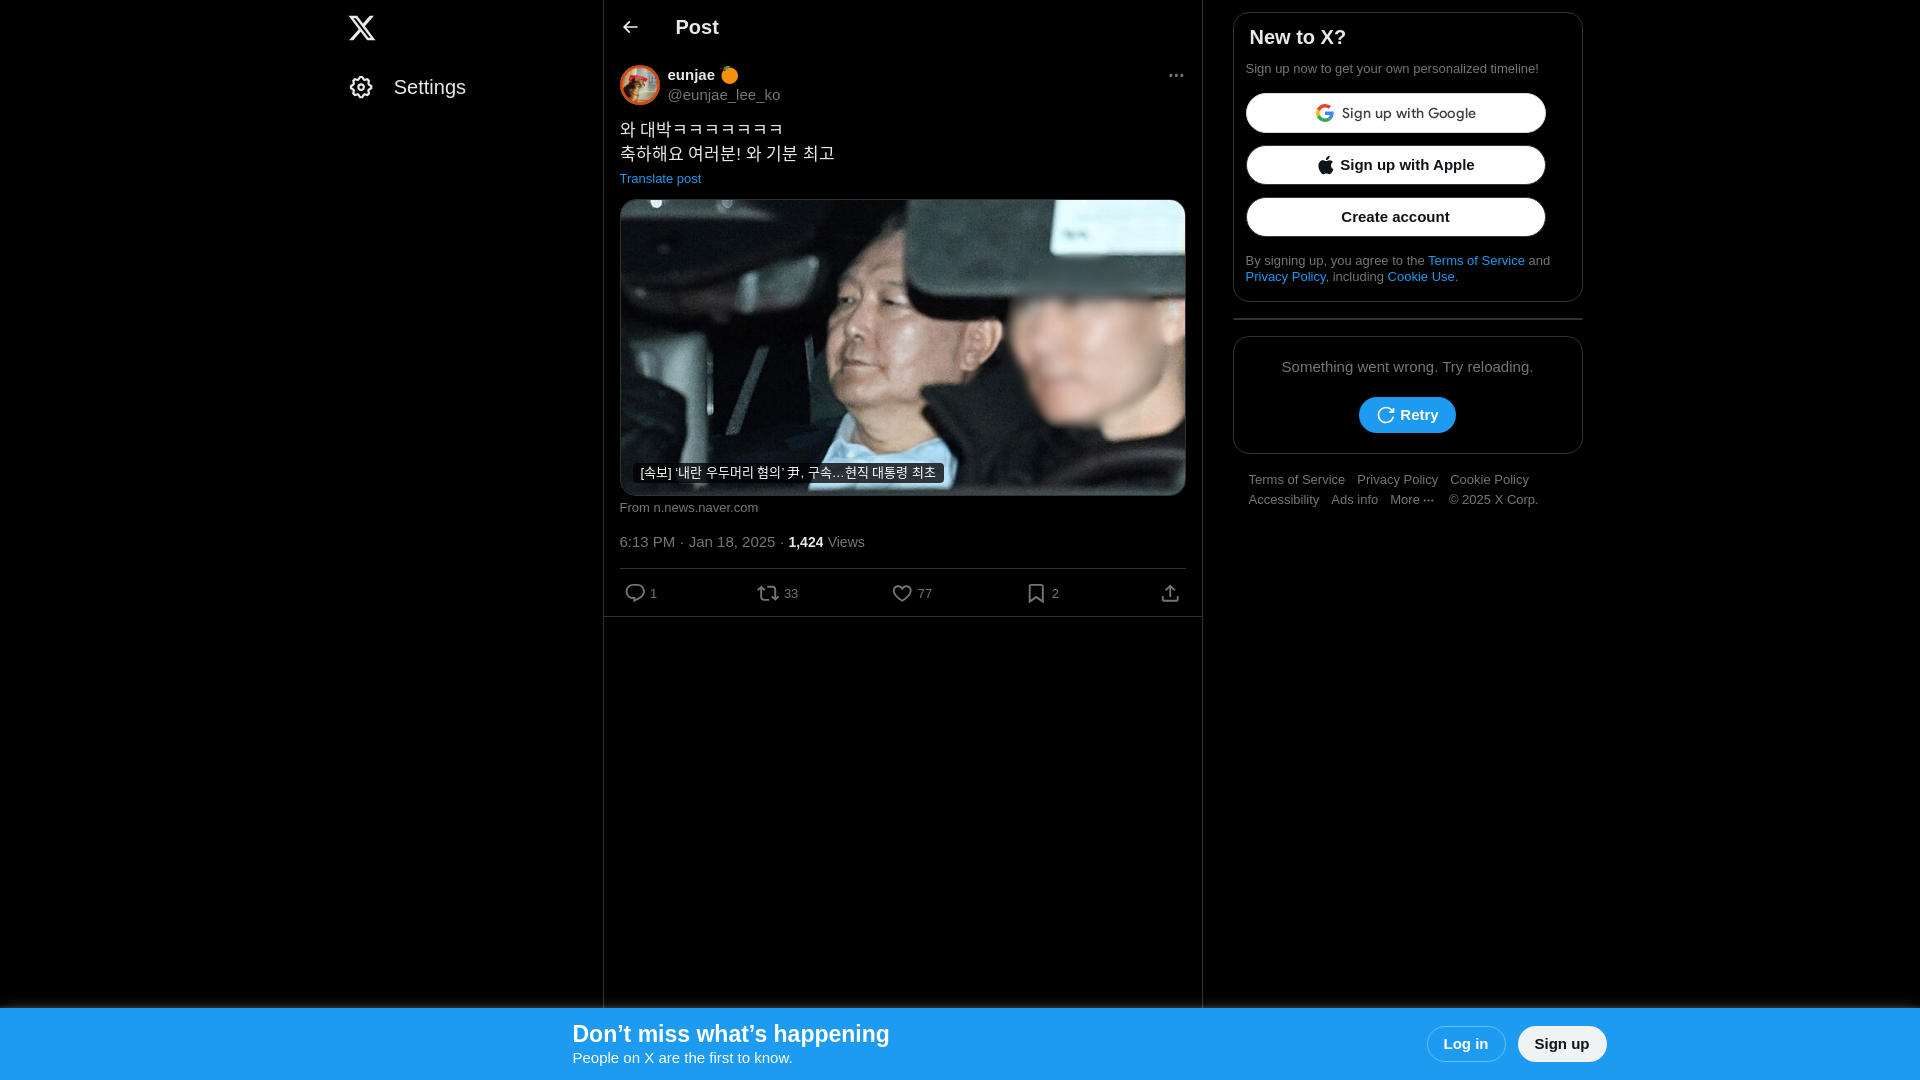 Settings
Post
eunjae 🍊
@eunjae_lee_ko
와 대박ㅋㅋㅋㅋㅋㅋㅋ
축하해요 여러분! 와 기분 최고
Translate post
[속보] ‘내란 우두머리 혐의’ 尹, 구속…현직 대통령 최초
From n.news.naver.com
6:13 PM · Jan 18, 2025 · 1,424 Views
1 33 77 2
New to X?
Sign up now to get your own personalized timeline!
Sign up with Google
Sign up with Apple
Create account
By signing up, you agree to the Terms of Service and
Privacy Policy, including Cookie Use.
Something went wrong. Try reloading.
Retry
Terms of Service Privacy Policy Cookie Policy
Accessibility Ads info More ··· © 2025 X Corp.
Don’t miss what’s happening
People on X are the first to know.
Log in
Sign up